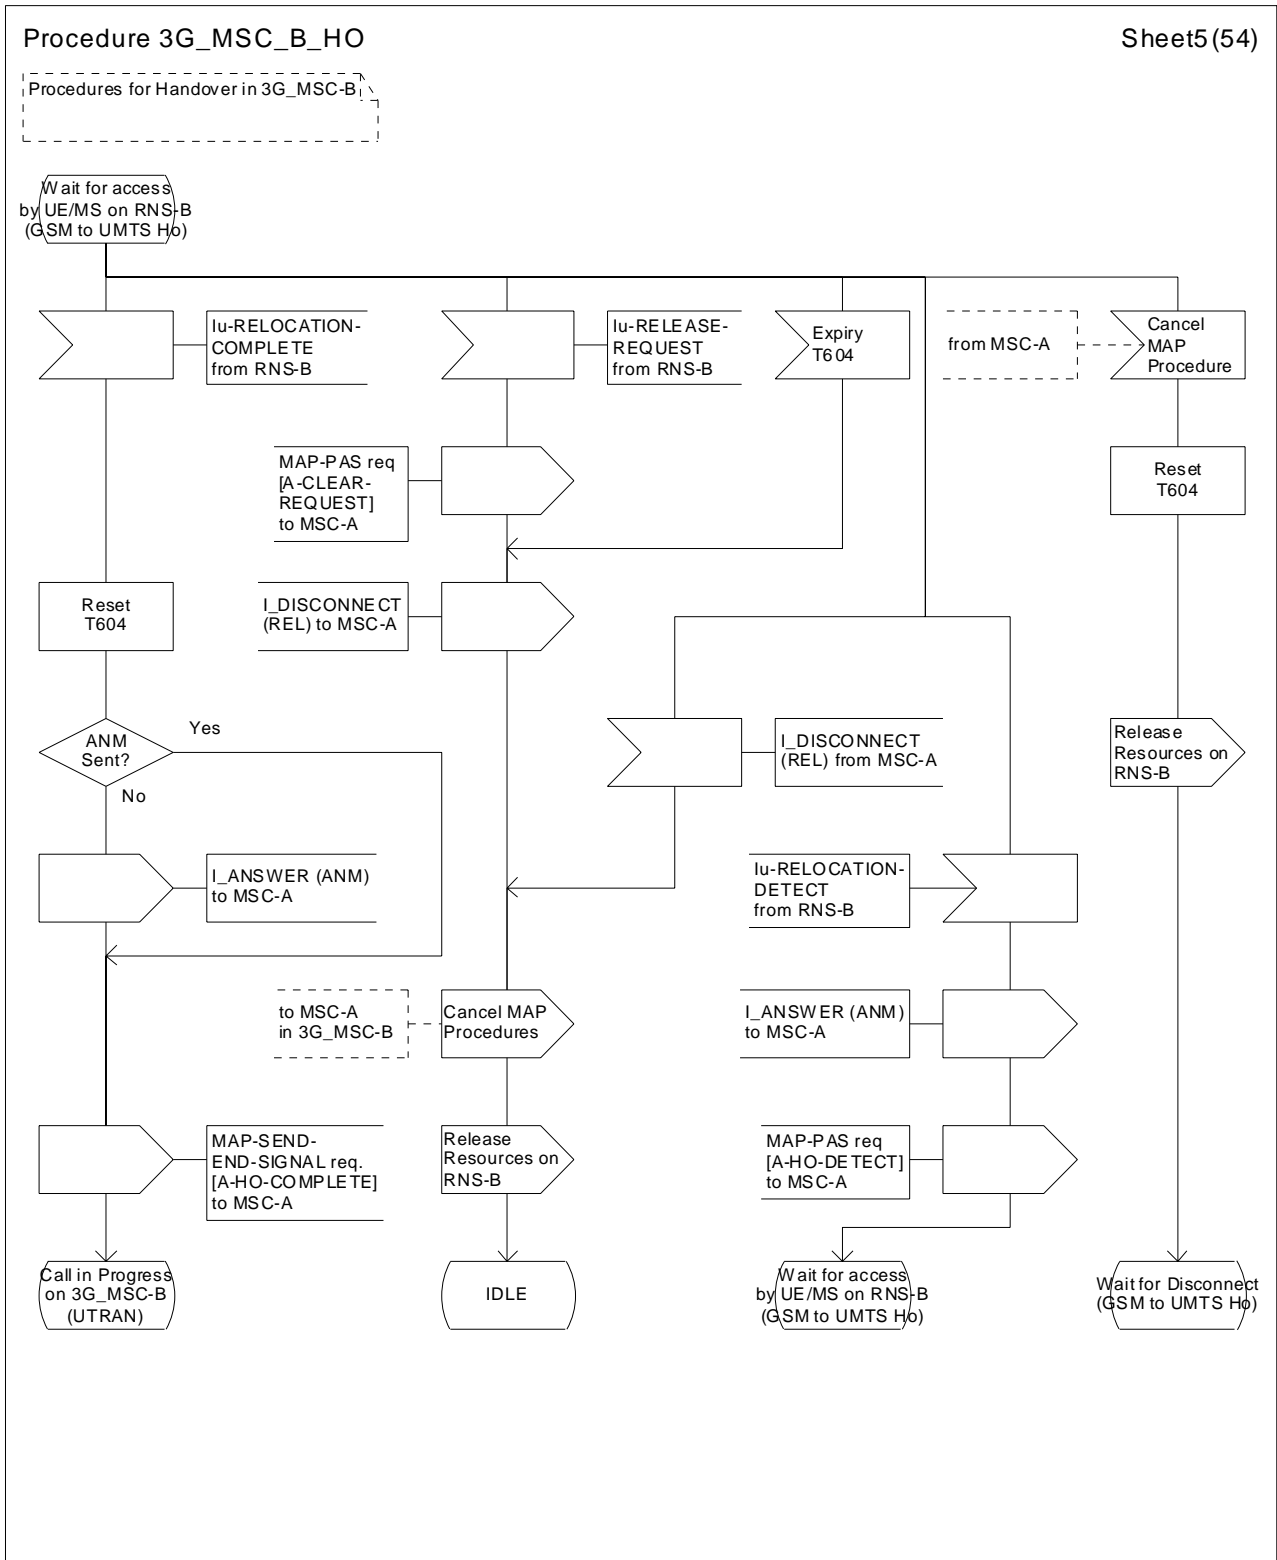 Procedure 3G_MSC_B_HO
Sheet5(54)
Procedures for Handover in 3G_MSC-B
Wait for access
by UE/MS on RNS-B
(GSM to UMTS Ho)
Iu-RELOCATION-
COMPLETE
from RNS-B
Iu-RELEASE-
REQUEST
from RNS-B
Expiry
T604
from MSC-A
Cancel
MAP
Procedure
MAP-PAS req
[A-CLEAR-
REQUEST]
to MSC-A
Reset
T604
Reset
T604
I_DISCONNECT
(REL) to MSC-A
ANM
Sent?
Yes
No
I_DISCONNECT
(REL) from MSC-A
Release
Resources on
RNS-B
I_ANSWER (ANM)
to MSC-A
Iu-RELOCATION-
DETECT
from RNS-B
to MSC-A
in 3G_MSC-B
Cancel MAP
Procedures
I_ANSWER (ANM)
to MSC-A
MAP-SEND-
END-SIGNAL req.
[A-HO-COMPLETE]
to MSC-A
Release
Resources on
RNS-B
MAP-PAS req
[A-HO-DETECT]
to MSC-A
Call in Progress
on 3G_MSC-B
(UTRAN)
IDLE
Wait for access
by UE/MS on RNS-B
(GSM to UMTS Ho)
Wait for Disconnect
(GSM to UMTS Ho)